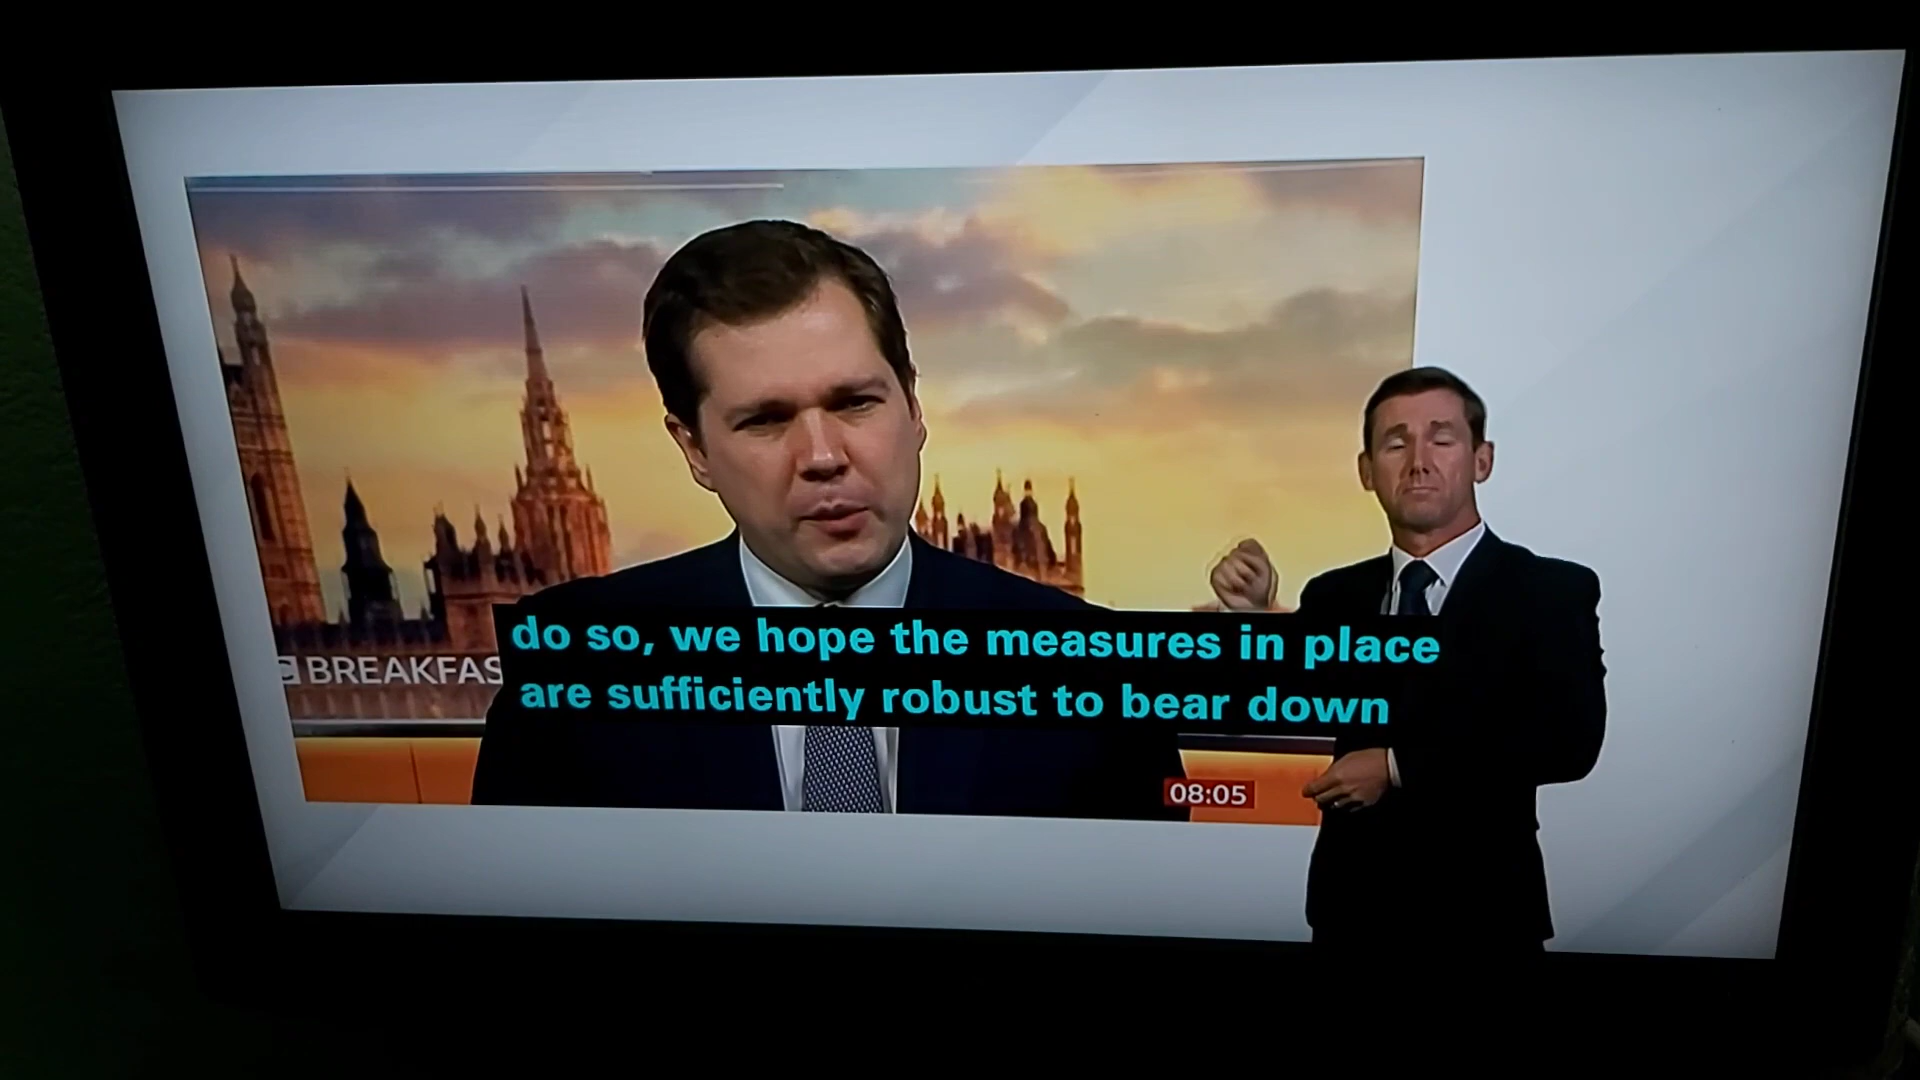 do so, we hope the measures in place
are sufficiently robust to bear down
BREAKFAS
08:05